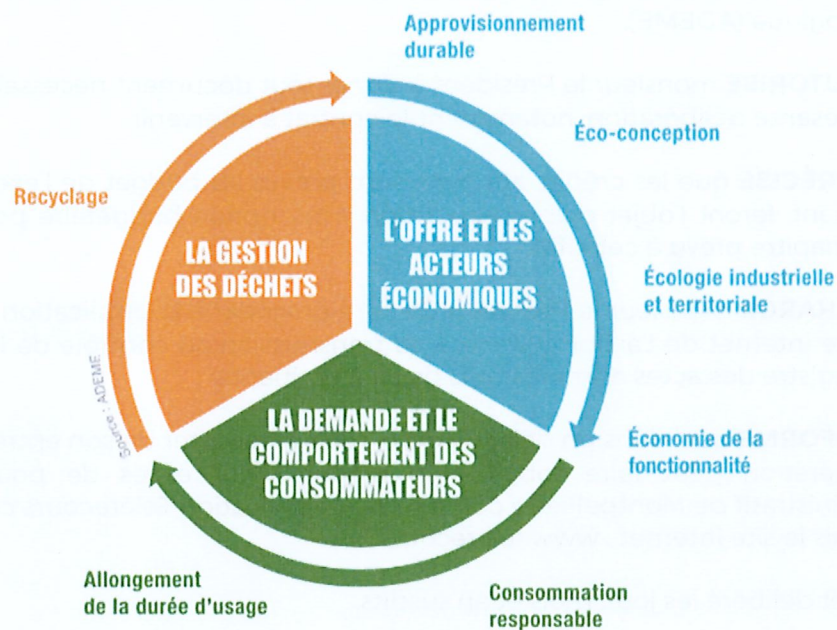 Approvisionnement
durable
Éco-conception
Recyclage
LA GESTION
DES DÉCHETS
L'OFFRE ET LES
ACTEURS
ÉCONOMIQUES
Écologie industrielle
et territoriale
Source : ADEME
LA DEMANDE ET LE
COMPORTEMENT DES
CONSOMMATEURS
Économie de la
fonctionnalité
Allongement
de la durée d'usage
Consommation
responsable